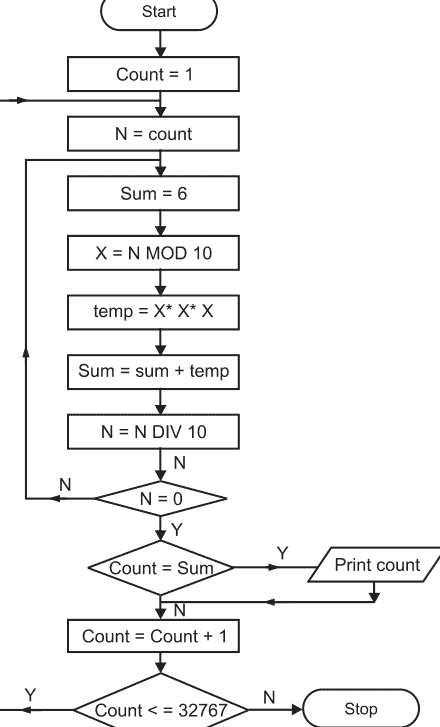 Start
Count = 1
N = count
Sum = 6
X = N MOD 10
temp = X* X* X
Sum = sum + temp
N = N DIV 10
N
N
N = 0
Y
Y
Count = Sum
Print count
N
Count = Count + 1
Y
Count < = 32767
N
Stop